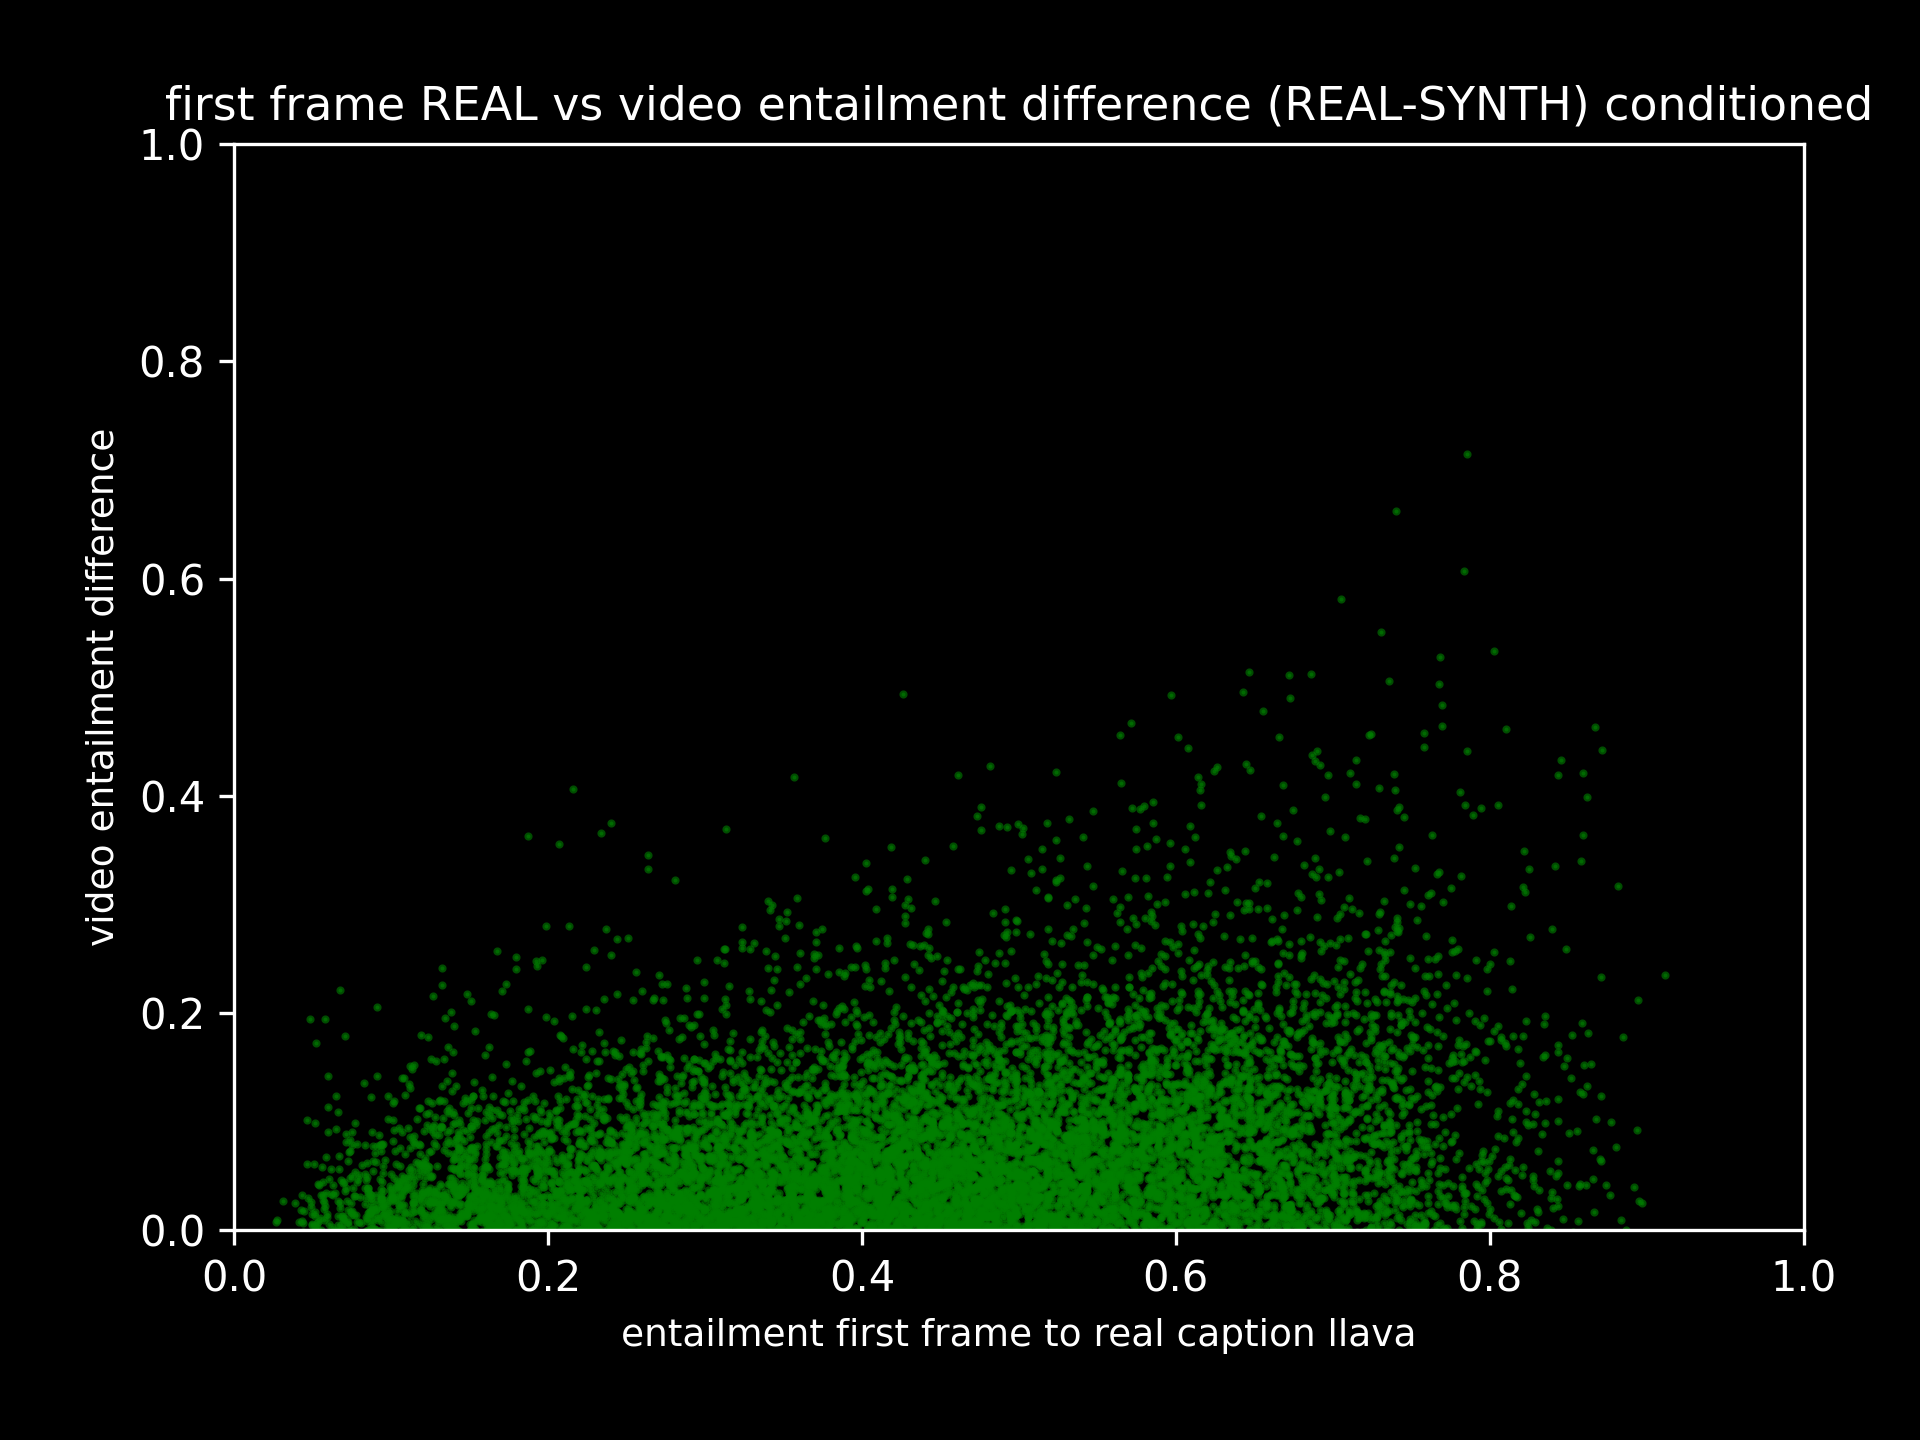 first frame REAL vs video entailment difference (REAL-SYNTH) conditioned
1.0
0.8
0.6
0.4
0.2
0.0
video entailment difference
0.0 0.2 0.4 0.6 0.8 1.0
entailment first frame to real caption llava